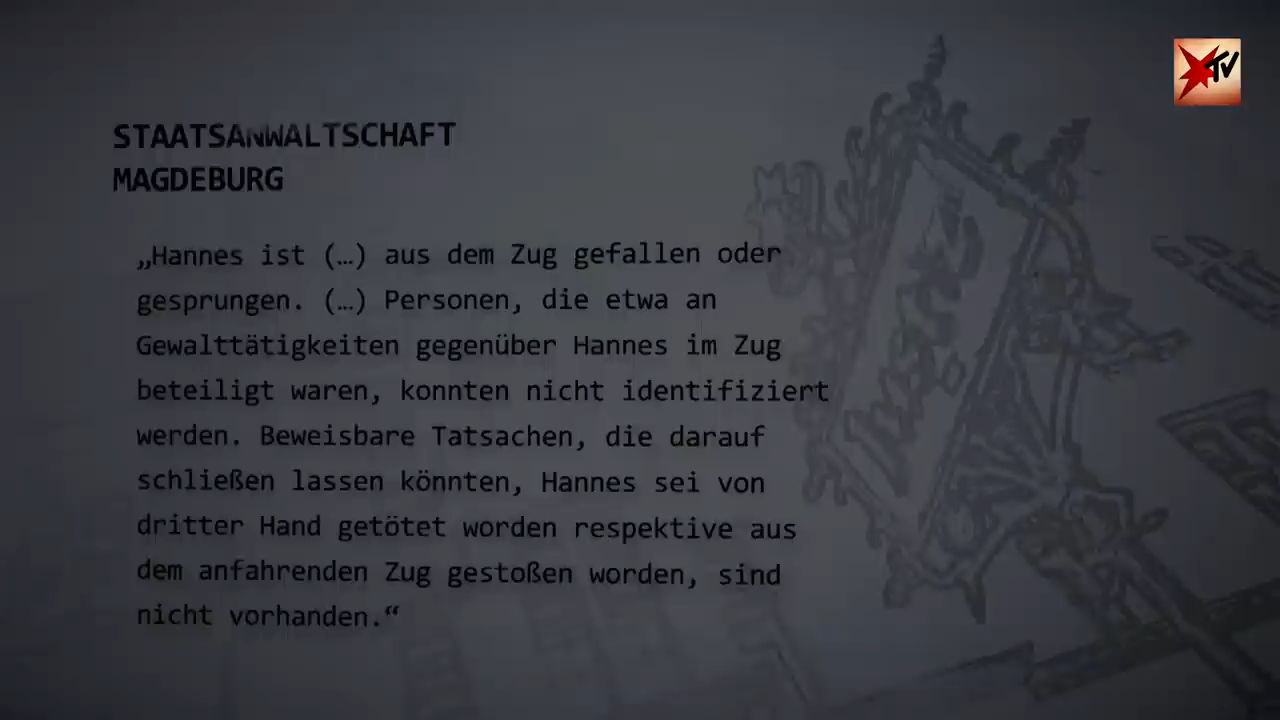 TV
STAATSANWALTSCHAFT
MAGDEBURG
„Hannes ist (…) aus dem Zug gefallen oder
gesprungen. (…) Personen, die etwa an
Gewalttätigkeiten gegenüber Hannes im Zug
beteiligt waren, konnten nicht identifiziert
werden. Beweisbare Tatsachen, die darauf
schließen lassen könnten, Hannes sei von
dritter Hand getötet worden respektive aus
dem anfahrenden Zug gestoßen worden, sind
nicht vorhanden.“